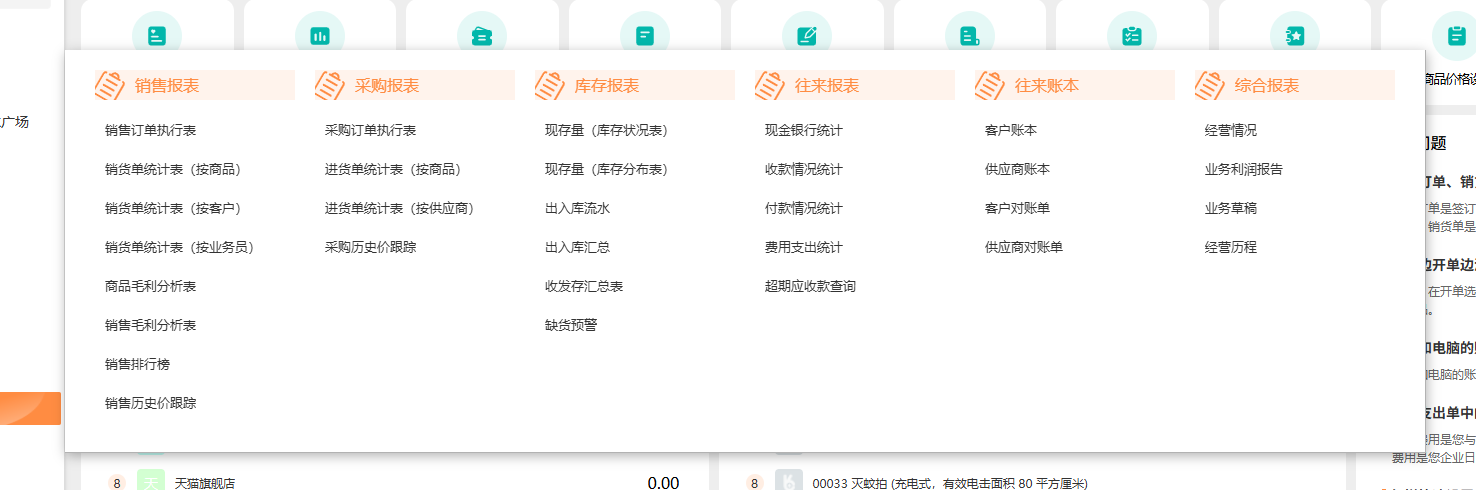 销售报表
销售订单执行表
销货单统计表（按商品）
销货单统计表（按客户）
销货单统计表（按业务员）
商品毛利分析表
销售毛利分析表
销售排行榜
销售历史价跟踪
采购报表
采购订单执行表
进货单统计表（按商品）
进货单统计表（按供应商）
采购历史价跟踪
库存报表
现存量（库存状况表）
现存量（库存分布表）
出入库流水
出入库汇总
收发存汇总表
缺货预警
往来报表
现金银行统计
收款情况统计
付款情况统计
费用支出统计
超期应收款查询
往来账本
客户账本
供应商账本
客户对账单
供应商对账单
综合报表
经营情况
业务利润报告
业务草稿
经营历程
广场
商品价格
问题
订单、销
单是签订
销货单是
边开单边
在开单选
和电脑的
电脑的账
支出单中
用是您与
费用是您企业日
8 天 天猫旗舰店 0.00
8 00033 灭蚊拍 (充电式，有效电击面积 80 平方厘米)